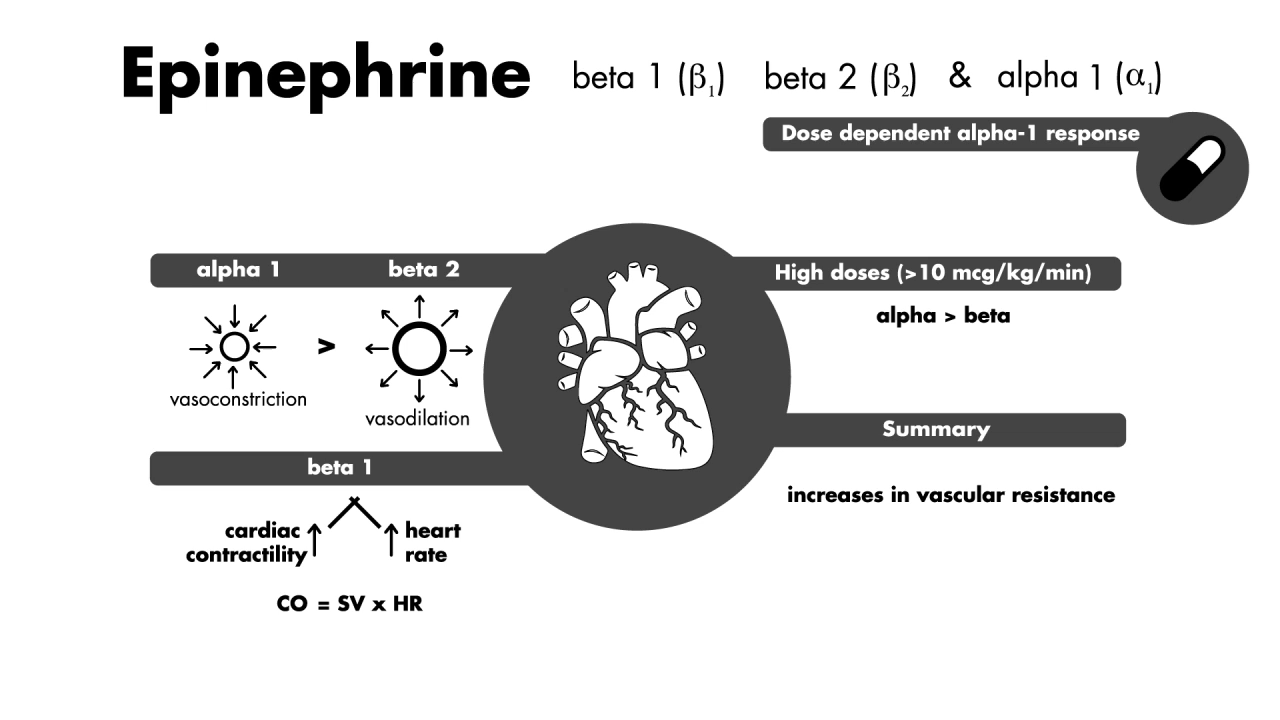 Epinephrine beta 1 (β₁) beta 2 (β₂) & alpha 1 (α₁)
Dose dependent alpha-1 response
alpha 1 beta 2
>
vasoconstriction
vasodilation
beta 1
cardiac contractility
heart rate
CO = SV x HR
High doses (>10 mcg/kg/min)
alpha > beta
Summary
increases in vascular resistance